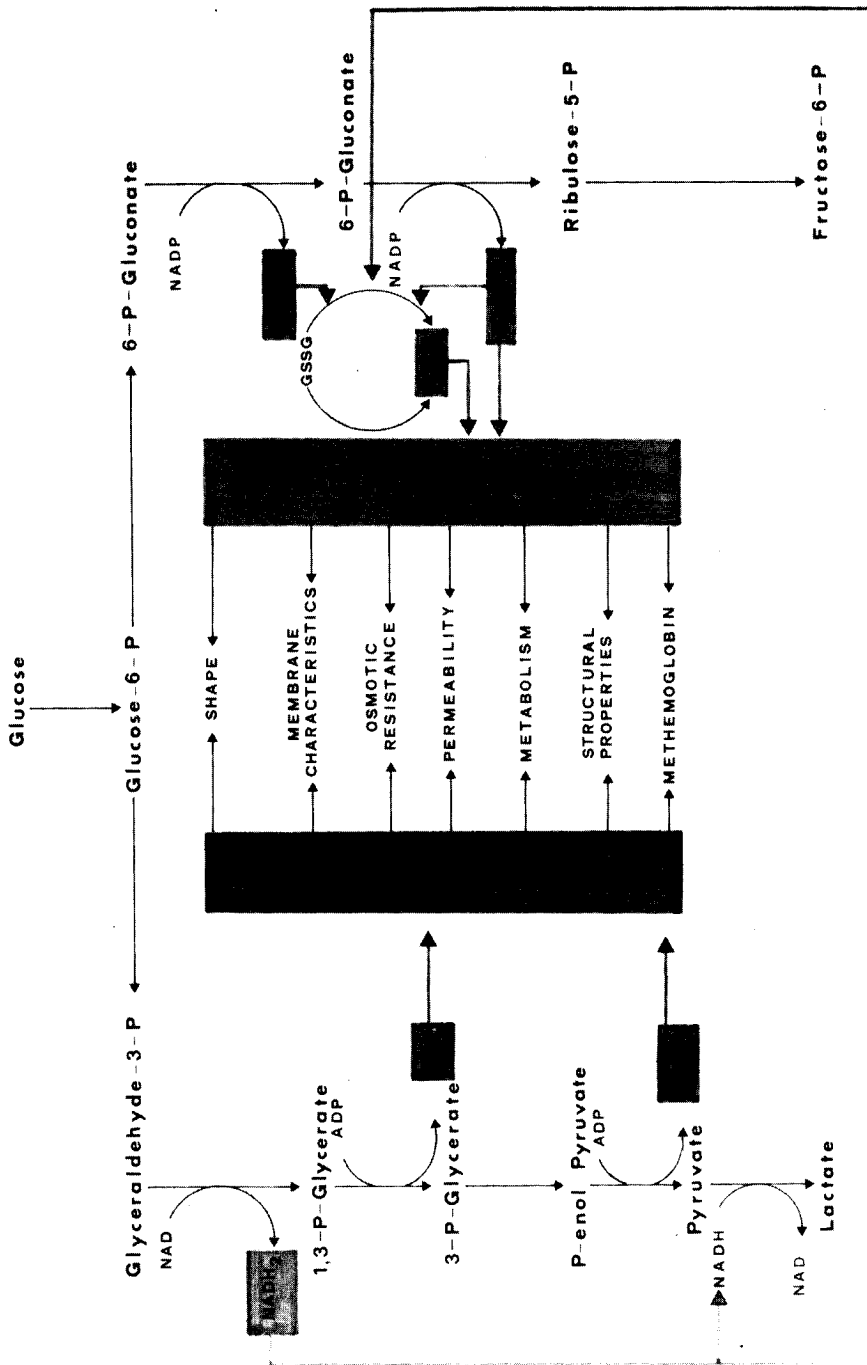 Glucose
Glucose-6-P
Glyceraldehyde-3-P
6-P-Gluconate
NAD
NADH2
1,3-P-Glycerate
ADP
3-P-Glycerate
P-enol Pyruvate
ADP
Pyruvate
NADH
NAD
Lactate
SHAPE
MEMBRANE
CHARACTERISTICS
OSMOTIC
RESISTANCE
PERMEABILITY
METABOLISM
STRUCTURAL
PROPERTIES
METHEMOGLOBIN
NADP
GSSG
6-P-Gluconate
NADP
Ribulose-5-P
Fructose-6-P